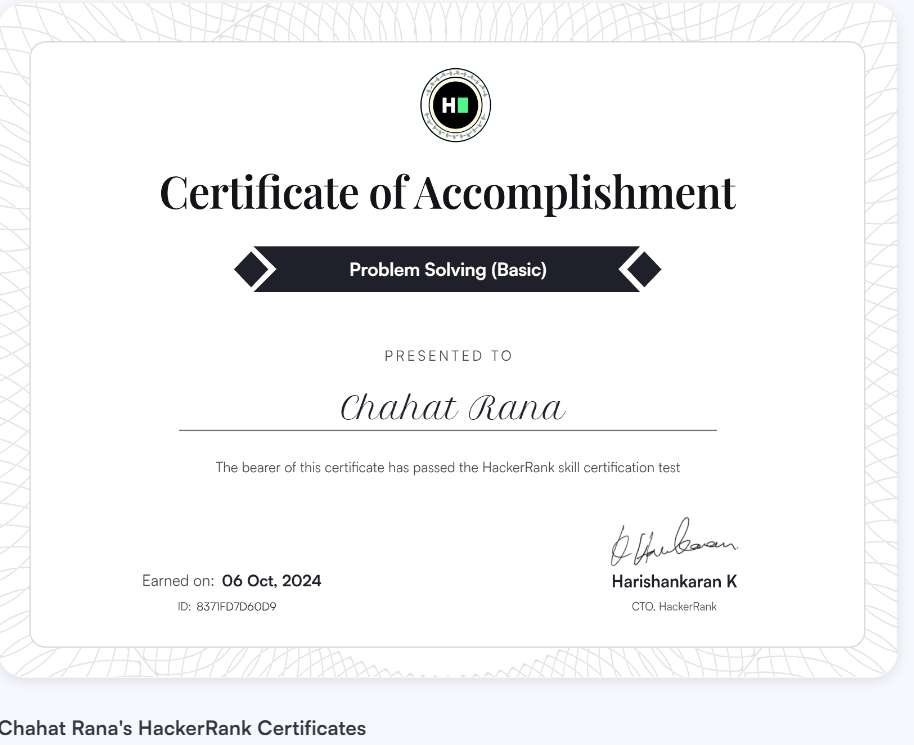 H
Certificate of Accomplishment
Problem Solving (Basic)
PRESENTED TO
Chahat Rana
The bearer of this certificate has passed the HackerRank skill certification test
Earned on: 06 Oct, 2024
ID: 8371FD7D60D9
Harishankaran K
CTO, HackerRank
Chahat Rana's HackerRank Certificates